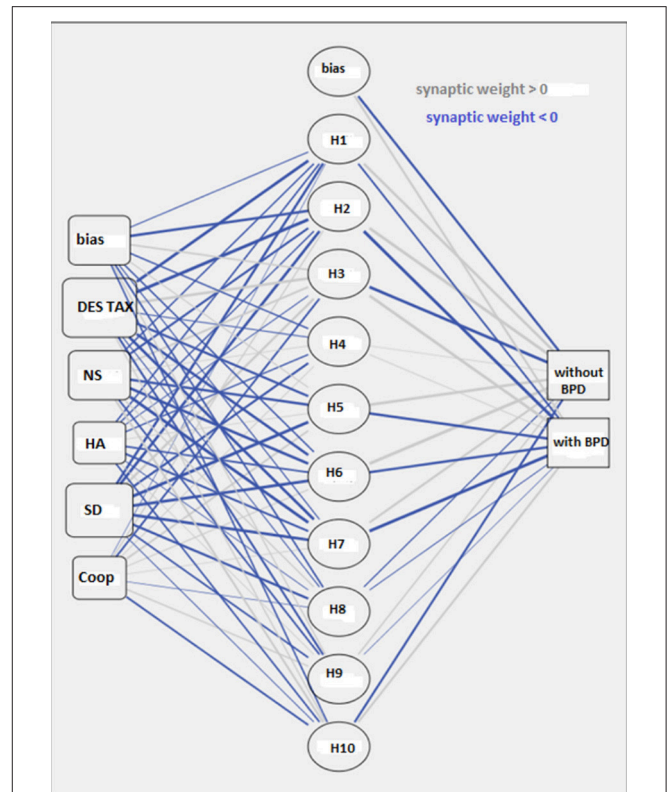 bias
synaptic weight > 0
synaptic weight < 0
H1
H2
bias
H3
DES TAX
H4
without
BPD
NS
H5
with BPD
HA
H6
SD
H7
Coop
H8
H9
H10